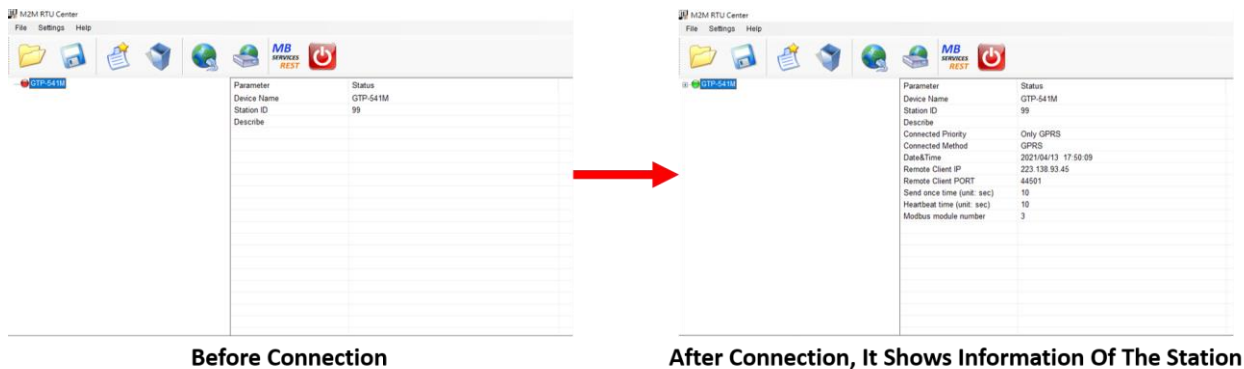 M2M RTU Center
File Settings Help
MB
SERVICES
REST
GTP-541M
Parameter Status
Device Name GTP-541M
Station ID 99
Describe
Before Connection
M2M RTU Center
File Settings Help
MB
SERVICES
REST
GTP-541M
Parameter Status
Device Name GTP-541M
Station ID 99
Describe
Connected Priority Only GPRS
Connected Method GPRS
Date&Time 2021/04/13 17:50:09
Remote Client IP 223.138.93.45
Remote Client PORT 44501
Send once time (unit: sec) 10
Heartbeat time (unit: sec) 10
Modbus module number 3
After Connection, It Shows Information Of The Station